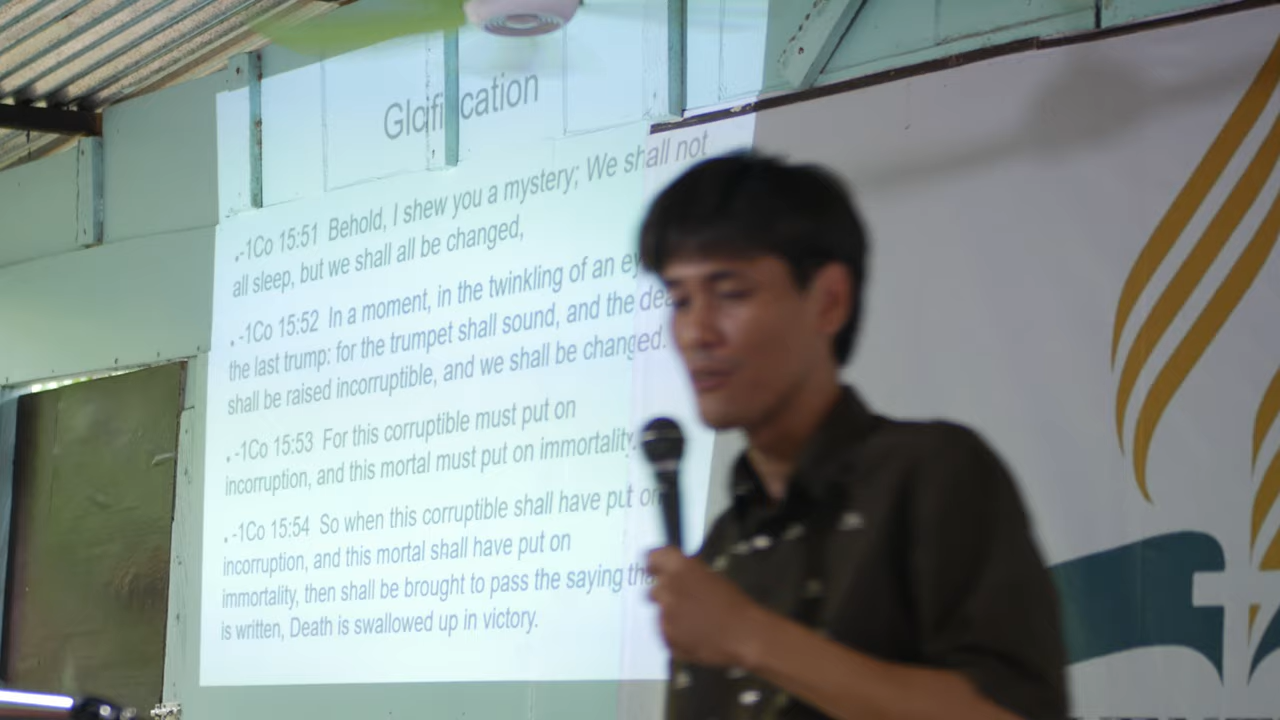 Glorification
.-1Co 15:51 Behold, I shew you a mystery; We shall not
all sleep, but we shall all be changed,
.-1Co 15:52 In a moment, in the twinkling of an
the last trump: for the trumpet shall sound, and the
shall be raised incorruptible, and we shall be changed.
.-1Co 15:53 For this corruptible must put on
incorruption, and this mortal must put on immortality.
.-1Co 15:54 So when this corruptible shall have put on
incorruption, and this mortal shall have put on
immortality, then shall be brought to pass the saying
is written, Death is swallowed up in victory.